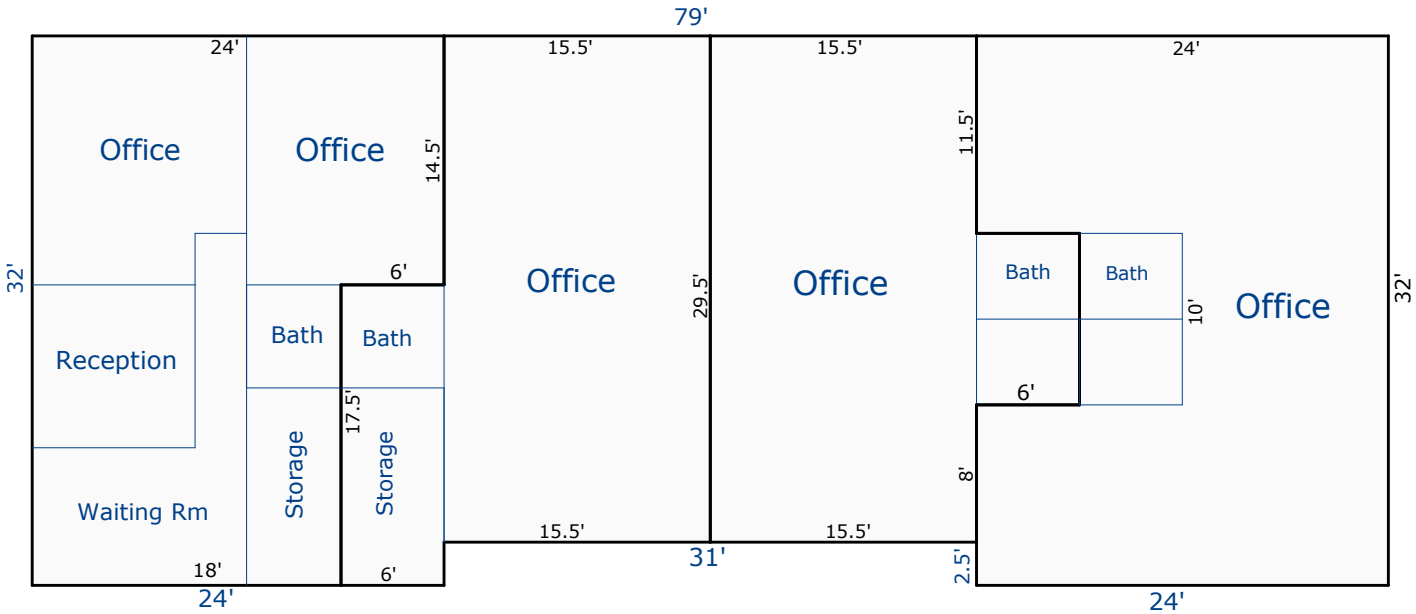 79'
24'
15.5'
15.5'
24'
Office
Office
14.5'
11.5'
32'
6'
Office
29.5'
Office
Bath
Bath
10'
Office
32'
Reception
Bath
Bath
17.5'
6'
Storage
Storage
8'
Waiting Rm
15.5'
15.5'
18'
6'
31'
2.5'
24'
24'